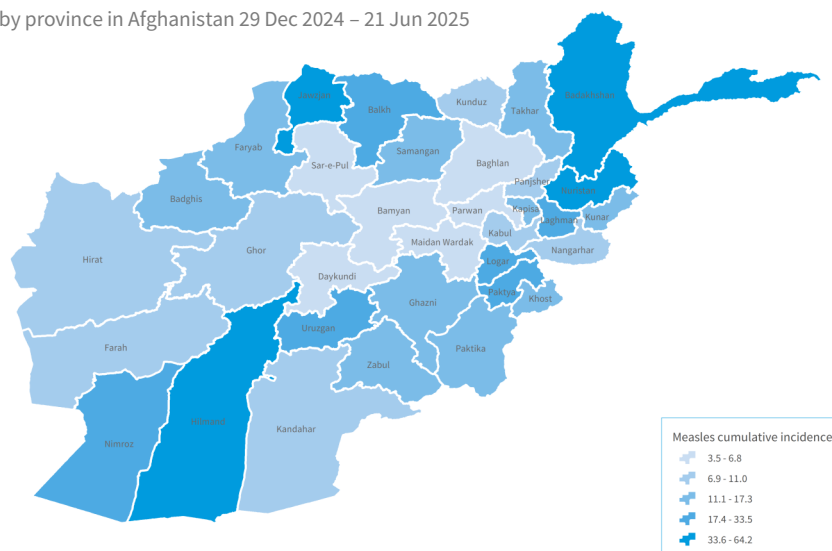 by province in Afghanistan 29 Dec 2024 – 21 Jun 2025
Jawzjan
Balkh
Kunduz
Takhar
Badakhshan
Faryab
Samangan
Sar-e-Pul
Baghlan
Panjsher
Nuristan
Badghis
Bamyan
Parwan
Kapisa
Laghman
Kunar
Kabul
Maidan Wardak
Nangarhar
Hirat
Ghor
Logar
Daykundi
Paktya
Khost
Ghazni
Uruzgan
Farah
Zabul
Paktika
Hilmand
Kandahar
Nimroz
Measles cumulative incidence
3.5 - 6.8
6.9 - 11.0
11.1 - 17.3
17.4 - 33.5
33.6 - 64.2